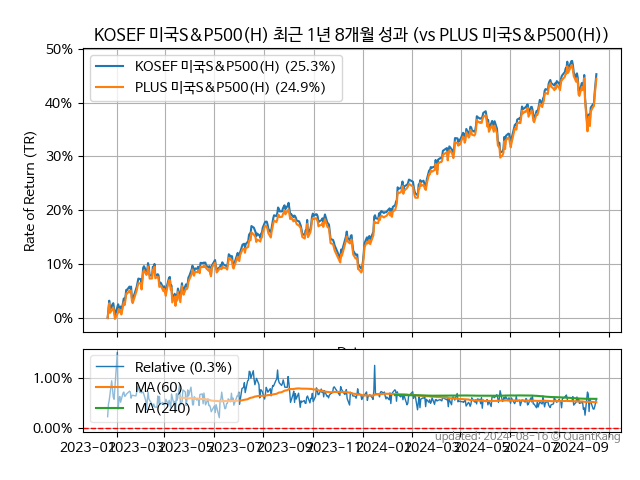 KOSEF 미국S&P500(H) 최근 1년 8개월 성과 (vs PLUS 미국S&P500(H))
50%
40%
30%
20%
10%
0%
Rate of Return (TR)
KOSEF 미국S&P500(H) (25.3%)
PLUS 미국S&P500(H) (24.9%)
1.00%
0.00%
Relative (0.3%)
MA(60)
MA(240)
2023-01 2023-03 2023-05 2023-07 2023-09 2023-11 2024-01 2024-03 2024-05 2024-07 2024-09
updated: 2024-08-16 © QuantKang